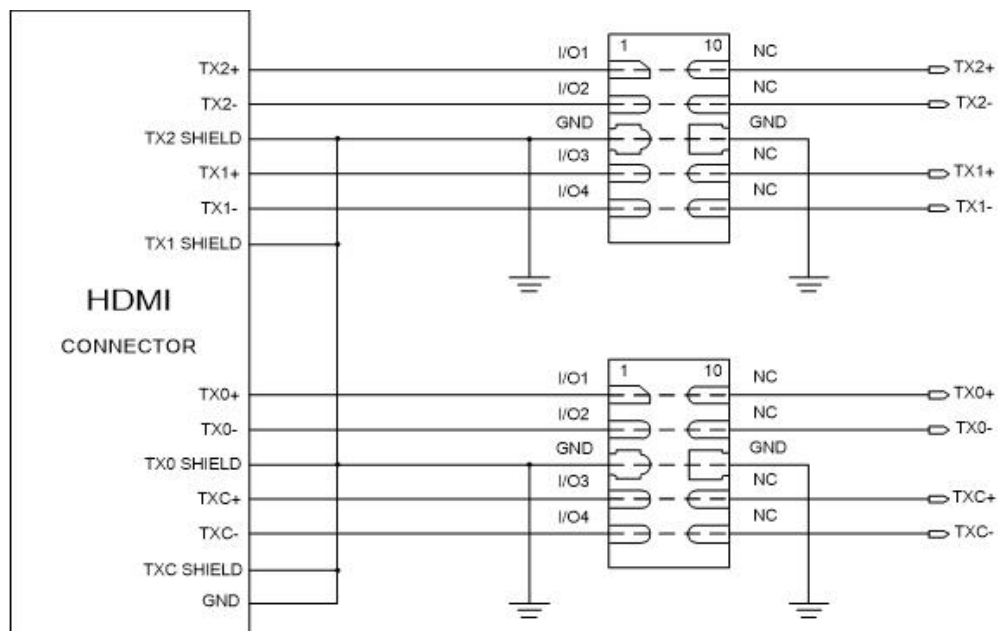 I/O1 1 10 NC
TX2+ TX2+
I/O2 NC
TX2- TX2-
GND GND
TX2 SHIELD
I/O3 NC
TX1+ TX1+
I/O4 NC
TX1- TX1-
TX1 SHIELD
HDMI
CONNECTOR
I/O1 1 10 NC
TX0+ TX0+
I/O2 NC
TX0- TX0-
GND GND
TX0 SHIELD
I/O3 NC
TXC+ TXC+
I/O4 NC
TXC- TXC-
TXC SHIELD
GND